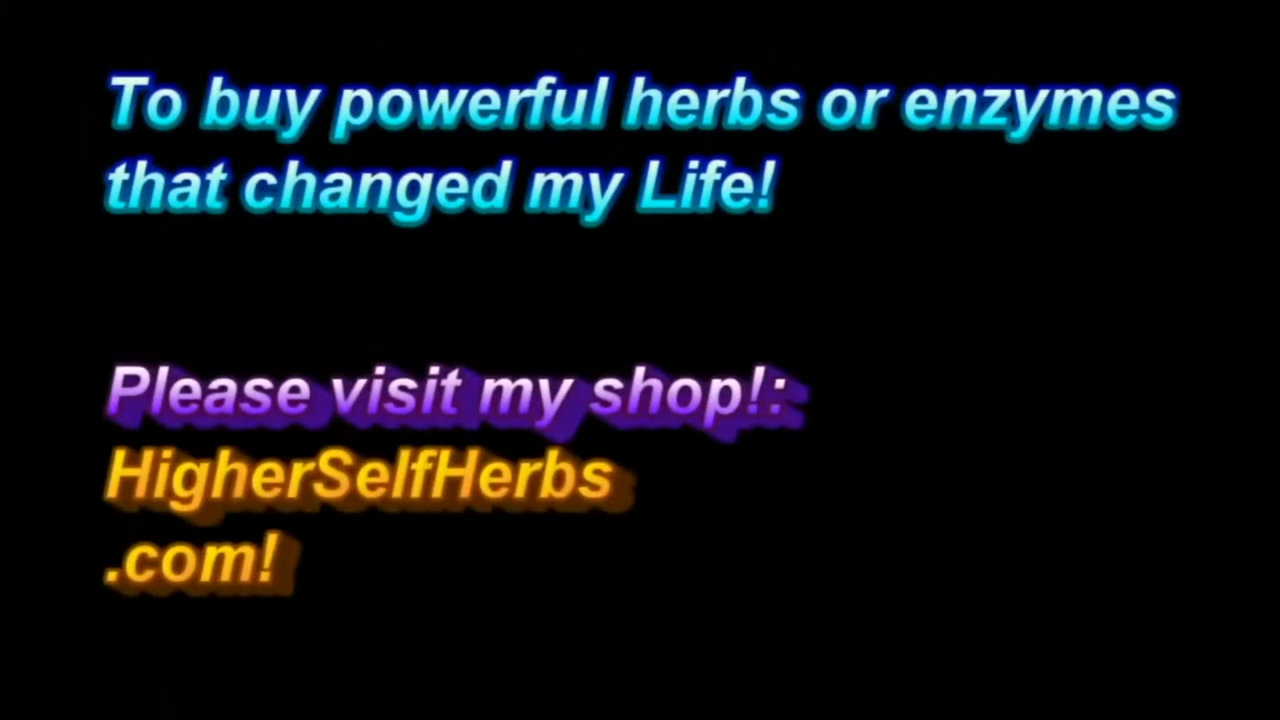 To buy powerful herbs or enzymes
that changed my Life!
Please visit my shop!:
HigherSelfHerbs
.com!